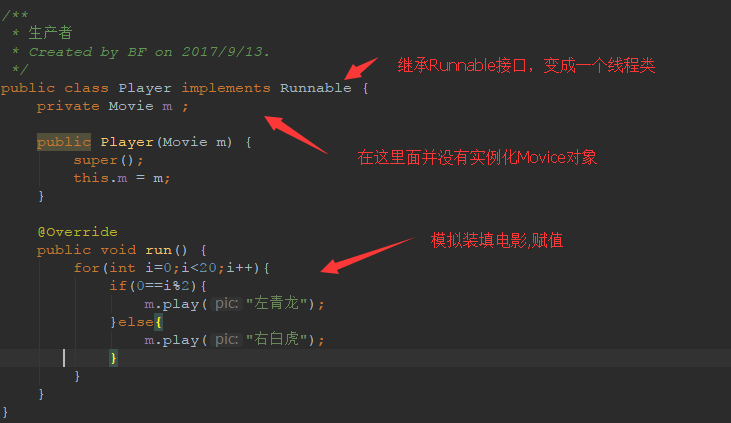 /**
 * 生产者
 * Created by BF on 2017/9/13.
 */
public class Player implements Runnable {
继承Runnable接口，变成一个线程类
    private Movie m ;
    public Player(Movie m) {
在这里面并没有实例化Movice对象
        super();
        this.m = m;
    }
    @Override
    public void run() {
模拟装填电影,赋值
        for(int i=0;i<20;i++){
            if(0==i%2){
                m.play( pic: "左青龙");
            }else{
                m.play( pic: "右白虎");
            }
        }
    }
}